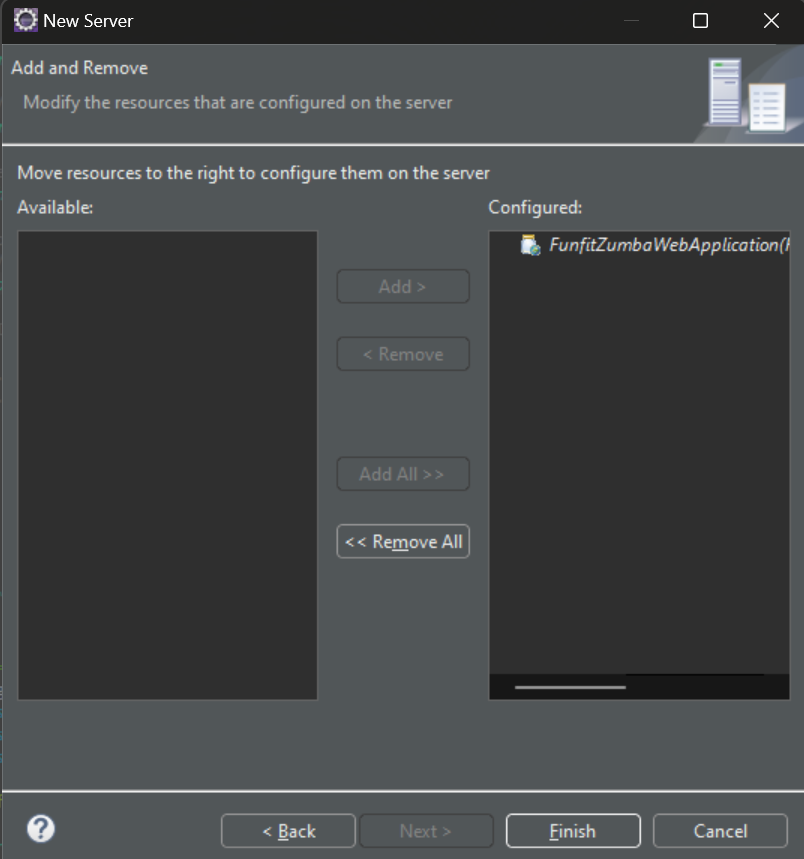 New Server
Add and Remove
Modify the resources that are configured on the server
Move resources to the right to configure them on the server
Available:
Configured:
FunfitZumbaWebApplication(
Add >
< Remove
Add All >>
<< Remove All
< Back
Next >
Finish
Cancel